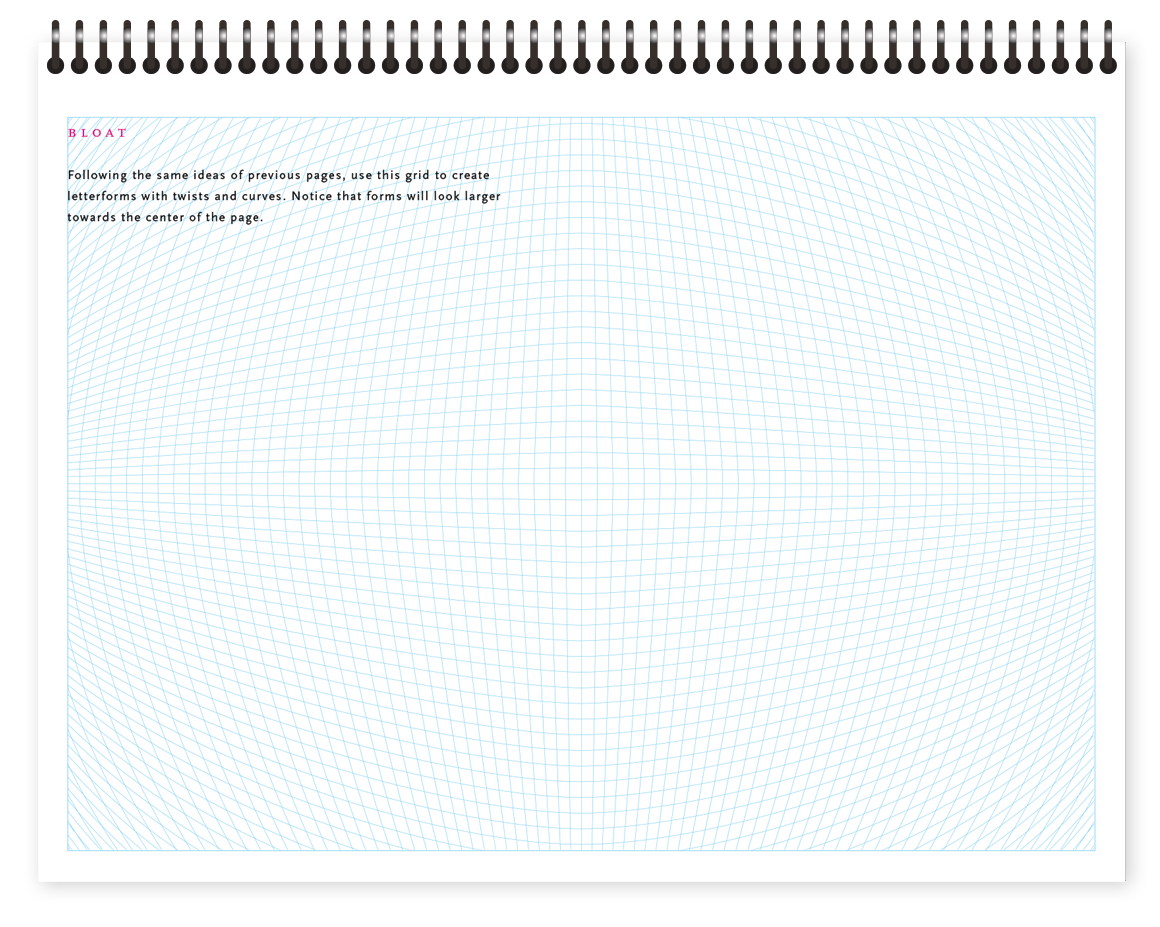 BLOAT
Following the same ideas of previous pages, use this grid to create
letterforms with twists and curves. Notice that forms will look larger
towards the center of the page.